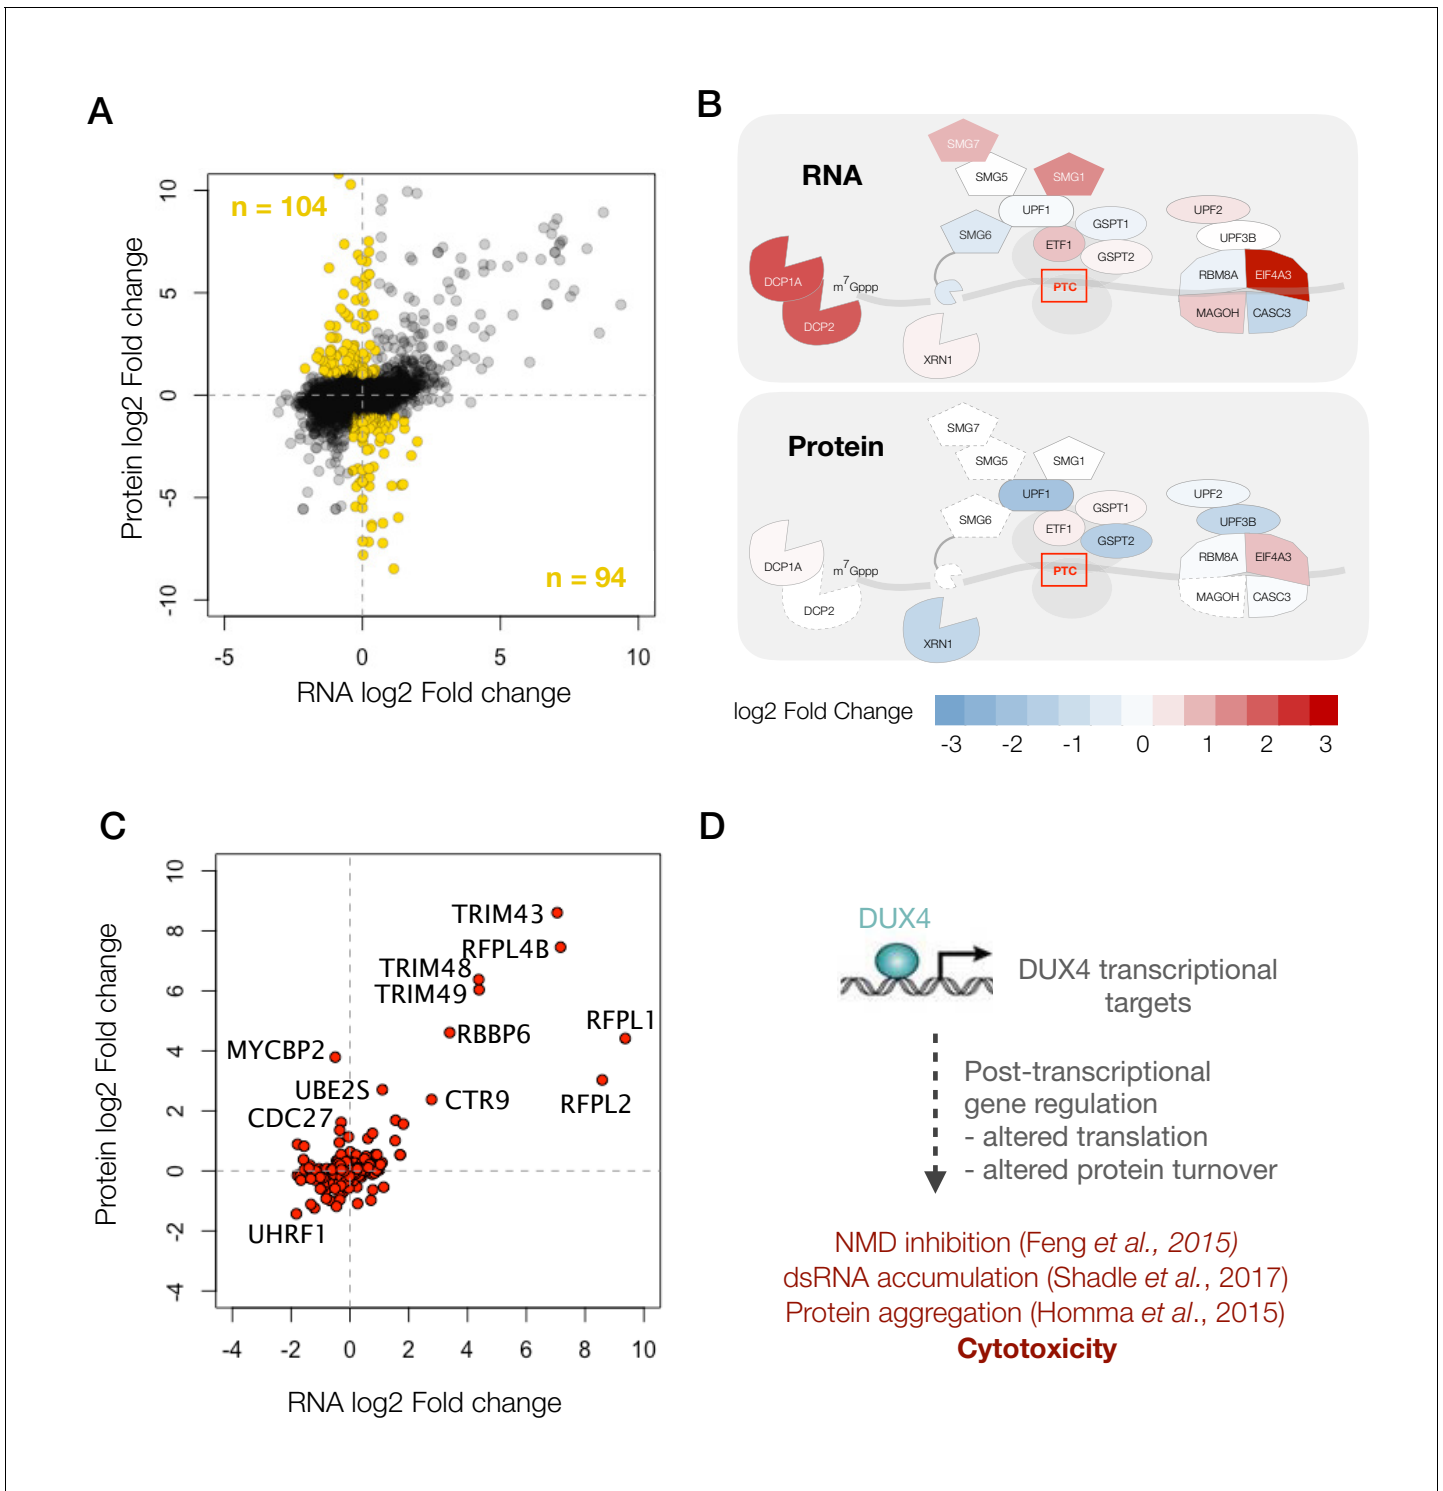 A
n = 104
n = 94
10
5
0
-5
-10
-5
0
5
10
Protein log2 Fold change
RNA log2 Fold change
B
RNA
SMG7
SMG5
SMG1
UPF1
SMG6
GSPT1
ETF1
GSPT2
UPF2
UPF3B
RBM8A
EIF4A3
MAGOH
CASC3
DCP1A
m7Gppp
DCP2
XRN1
PTC
Protein
SMG7
SMG5
SMG1
UPF1
SMG6
GSPT1
ETF1
GSPT2
UPF2
UPF3B
RBM8A
EIF4A3
MAGOH
CASC3
DCP1A
m7Gppp
DCP2
XRN1
PTC
log2 Fold Change
-3
-2
-1
0
1
2
3
C
10
8
6
4
2
0
-2
-4
-4
-2
0
2
4
6
8
10
TRIM43
RFPL4B
TRIM48
TRIM49
RBBP6
RFPL1
MYCBP2
UBE2S
CTR9
RFPL2
CDC27
UHRF1
Protein log2 Fold change
RNA log2 Fold change
D
DUX4
DUX4 transcriptional
targets
Post-transcriptional
gene regulation
- altered translation
- altered protein turnover
NMD inhibition (Feng et al., 2015)
dsRNA accumulation (Shadle et al., 2017)
Protein aggregation (Homma et al., 2015)
Cytotoxicity